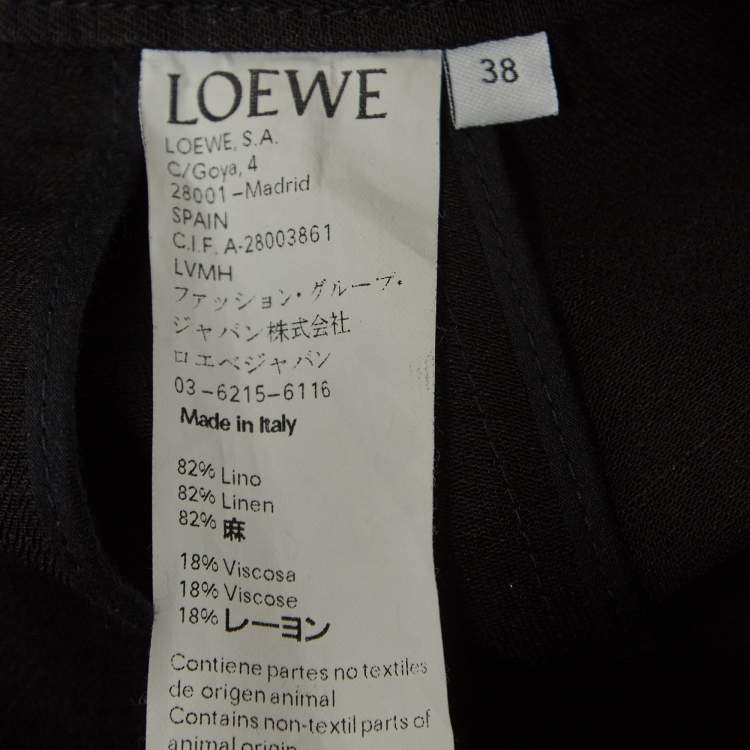 LOEWE
38
LOEWE, S.A.
C/Goya, 4
28001-Madrid
SPAIN
C.I.F. A-28003861
LVMH
ファッション・グループ・
ジャパン株式会社
ロエベジャパン
03-6215-6116
Made in Italy
82% Lino
82% Linen
82% 麻
18% Viscosa
18% Viscose
18% レーヨン
Contiene partes no textiles
de origen animal
Contains non-textil parts of
animal origin